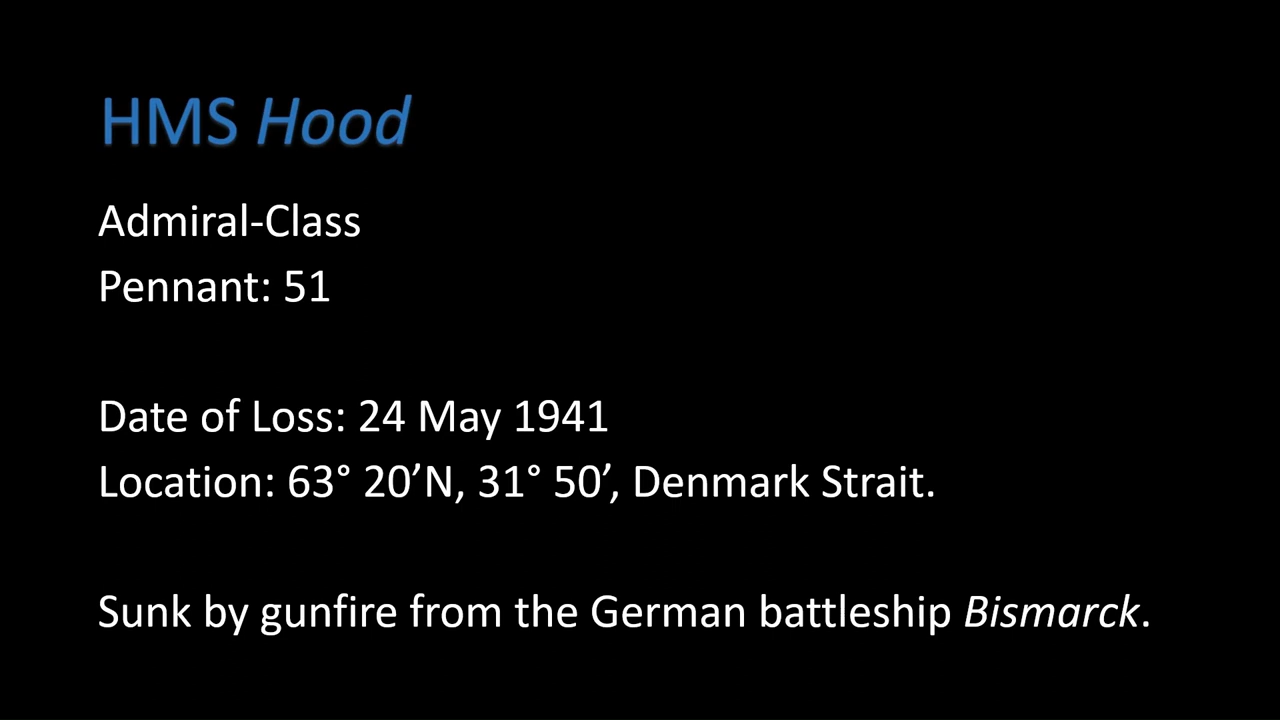 HMS Hood
Admiral-Class
Pennant: 51
Date of Loss: 24 May 1941
Location: 63° 20’N, 31° 50’, Denmark Strait.
Sunk by gunfire from the German battleship Bismarck.